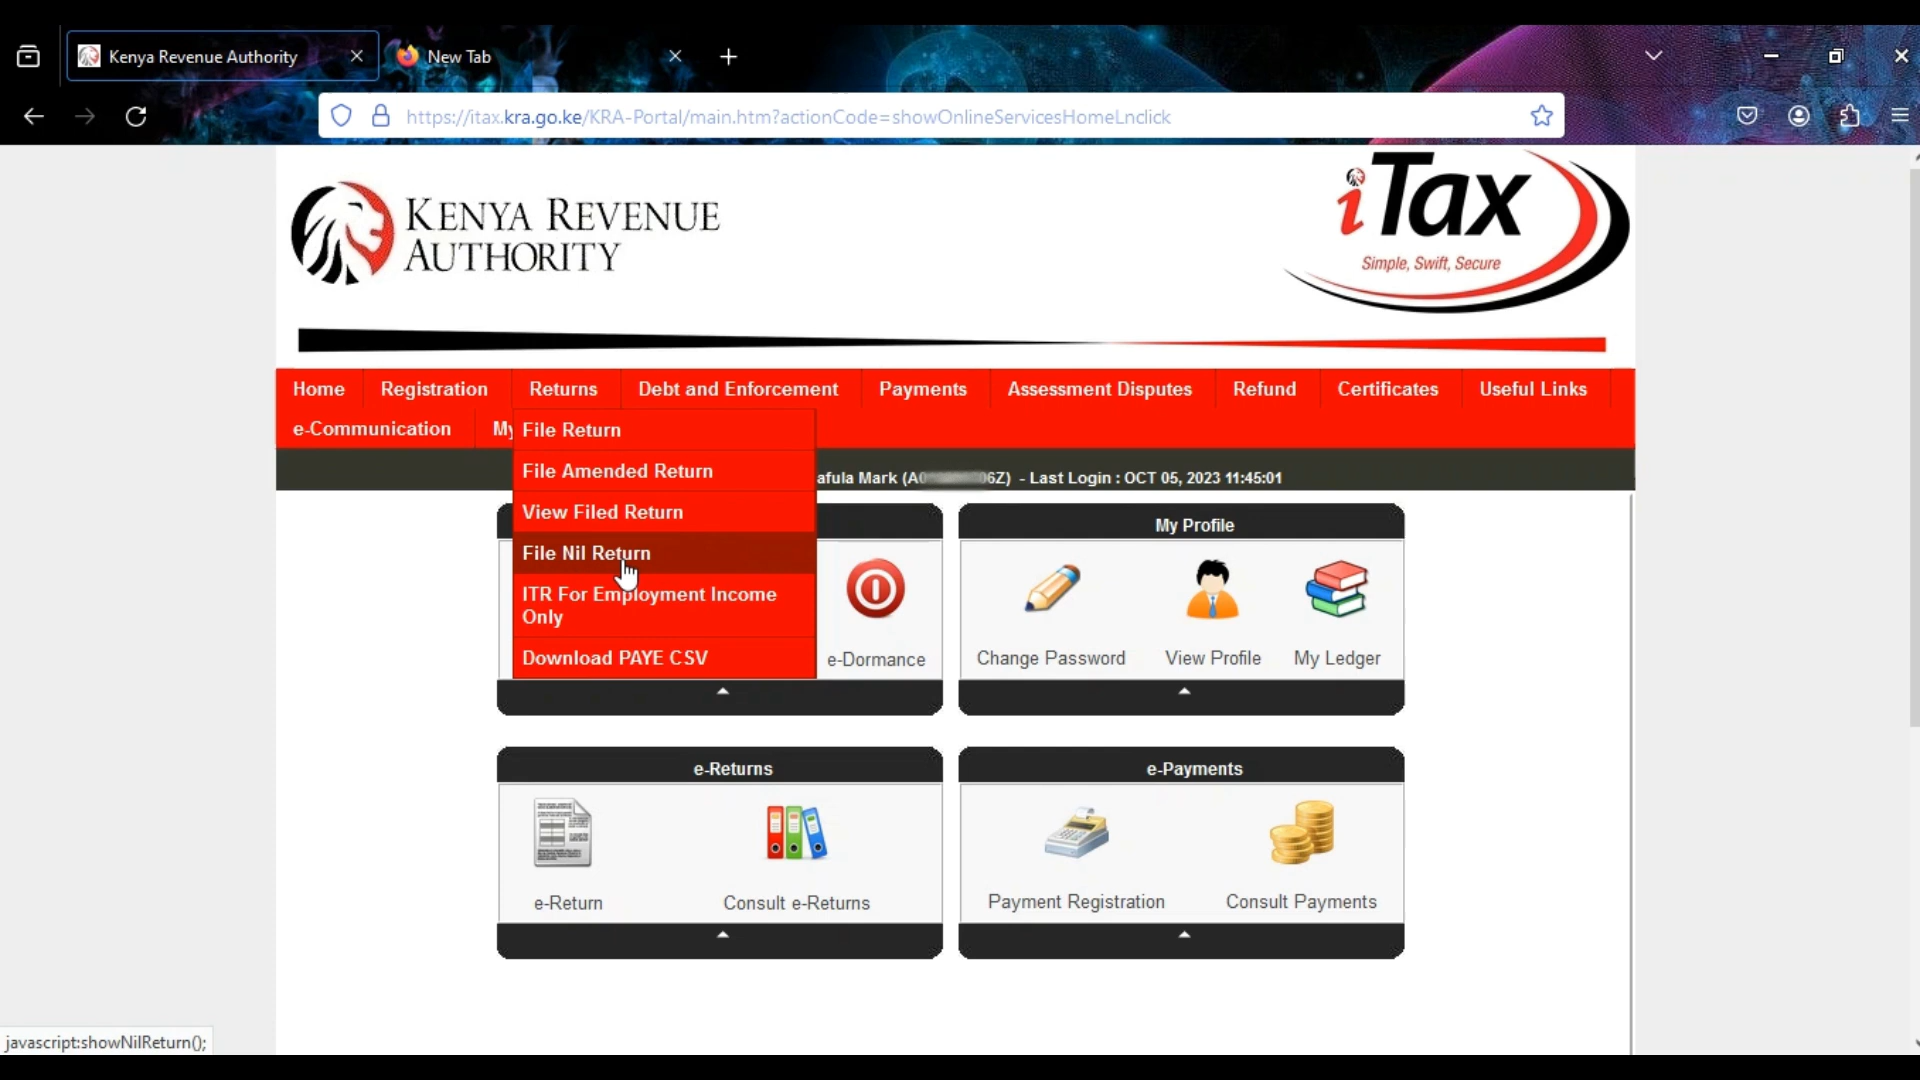 Kenya Revenue Authority
New Tab
https://itax.kra.go.ke/KRA-Portal/main.htm?actionCode=showOnlineServicesHomeLnclick
KENYA REVENUE
AUTHORITY
iTax
Simple, Swift, Secure
Home Registration Returns Debt and Enforcement Payments Assessment Disputes Refund Certificates Useful Links
e-Communication
File Return
File Amended Return
View Filed Return
File Nil Return
ITR For Employment Income
Only
Download PAYE CSV
Mark - Last Login : OCT 05, 2023 11:45:01
e-Dormance
My Profile
Change Password View Profile My Ledger
e-Returns
e-Return Consult e-Returns
e-Payments
Payment Registration Consult Payments
javascript:showNilReturn();